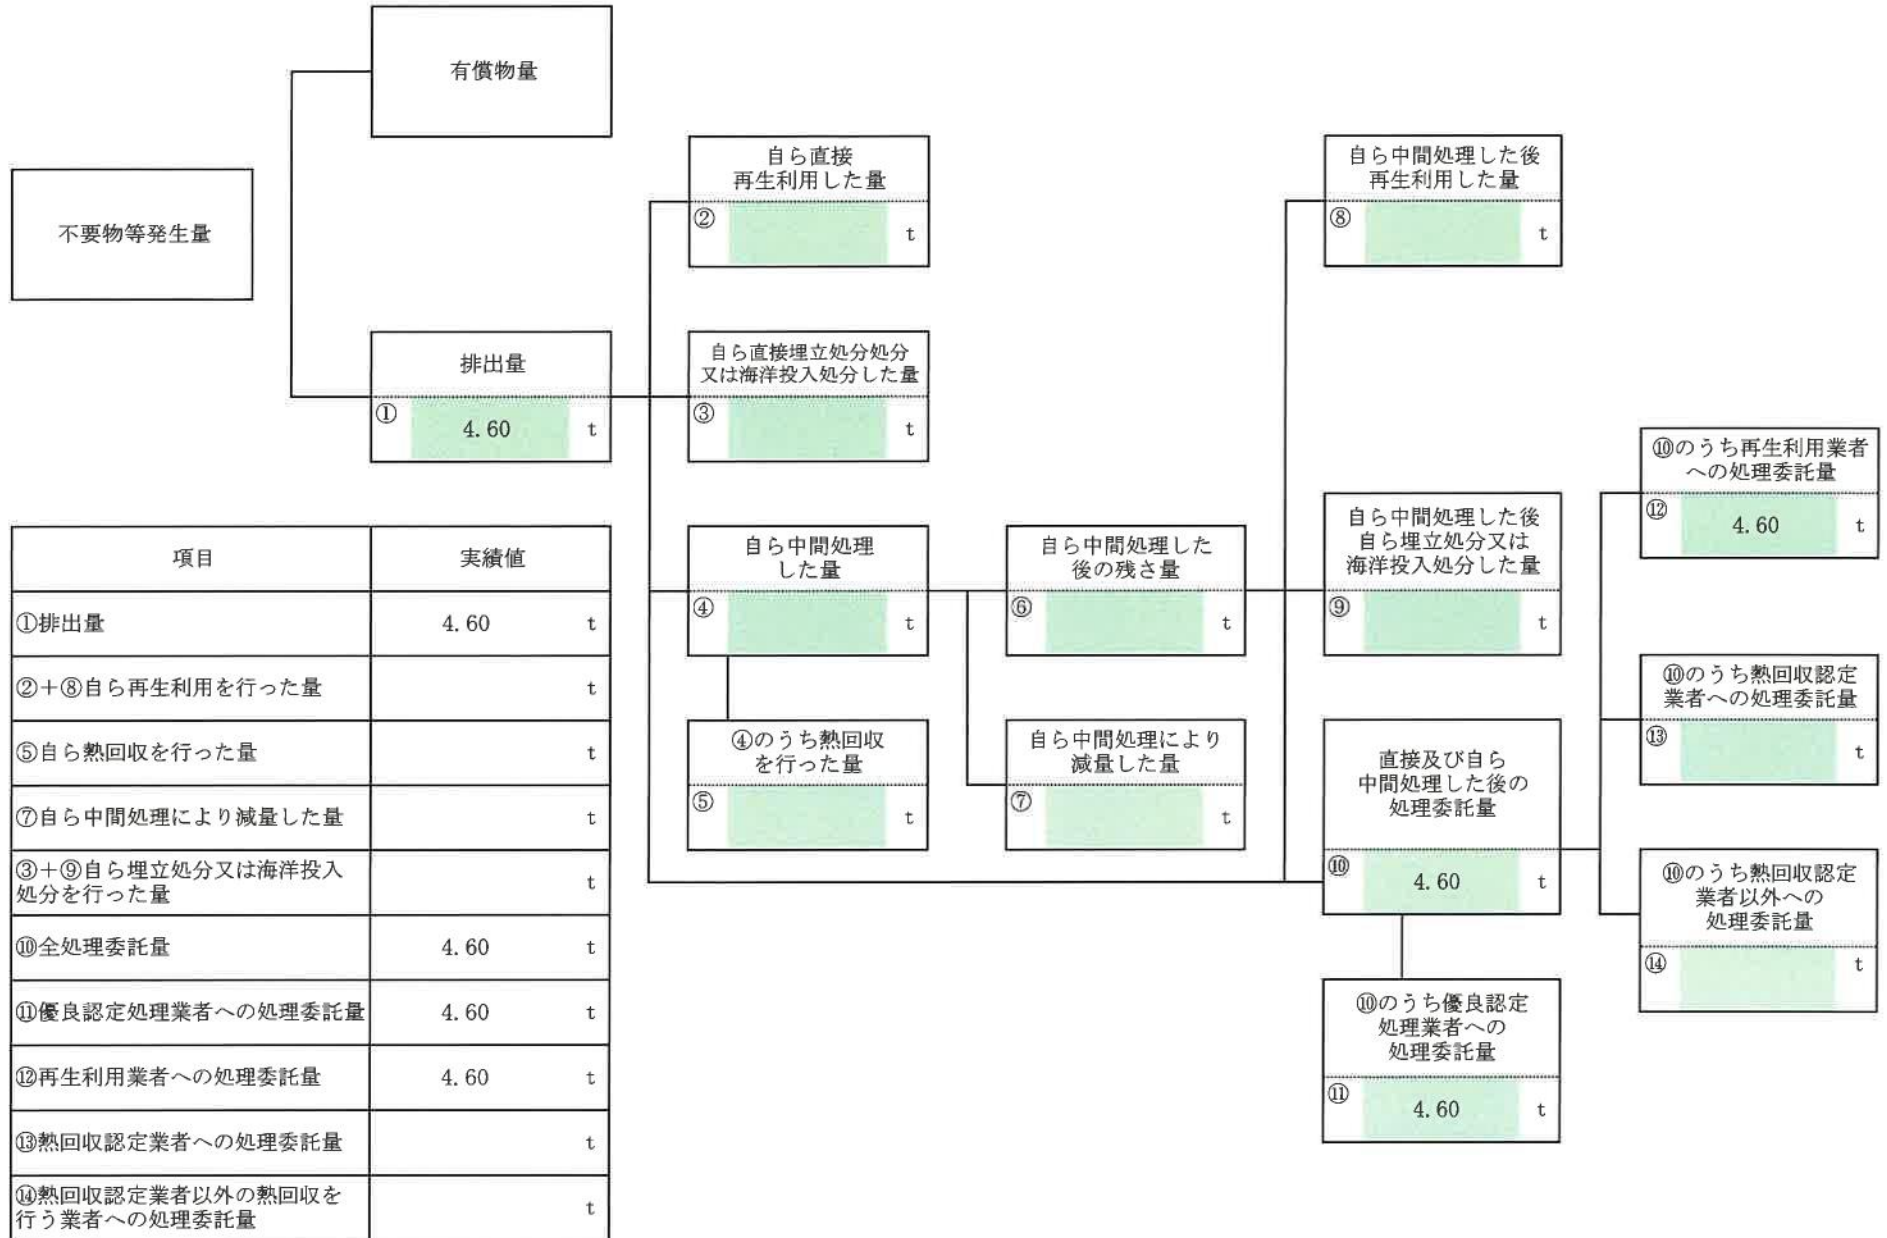 有償物量
不要物等発生量
自ら直接
再生利用した量
② t
自ら中間処理した後
再生利用した量
⑧ t
排出量
① 4.60 t
自ら直接埋立処分処分
又は海洋投入処分した量
③ t
自ら中間処理
した量
④ t
自ら中間処理した
後の残さ量
⑥ t
自ら中間処理した後
自ら埋立処分又は
海洋投入処分した量
⑨ t
④のうち熱回収
を行った量
⑤ t
自ら中間処理により
減量した量
⑦ t
直接及び自ら
中間処理した後の
処理委託量
⑩ 4.60 t
⑩のうち優良認定
処理業者への
処理委託量
⑪ 4.60 t
⑩のうち再生利用業者
への処理委託量
⑫ 4.60 t
⑩のうち熱回収認定
業者への処理委託量
⑬ t
⑩のうち熱回収認定
業者以外への
処理委託量
⑭ t
項目 実績値
①排出量 4.60 t
②+⑧自ら再生利用を行った量 t
⑤自ら熱回収を行った量 t
⑦自ら中間処理により減量した量 t
③+⑨自ら埋立処分又は海洋投入
処分を行った量 t
⑩全処理委託量 4.60 t
⑪優良認定処理業者への処理委託量 4.60 t
⑫再生利用業者への処理委託量 4.60 t
⑬熱回収認定業者への処理委託量 t
⑭熱回収認定業者以外の熱回収を
行う業者への処理委託量 t